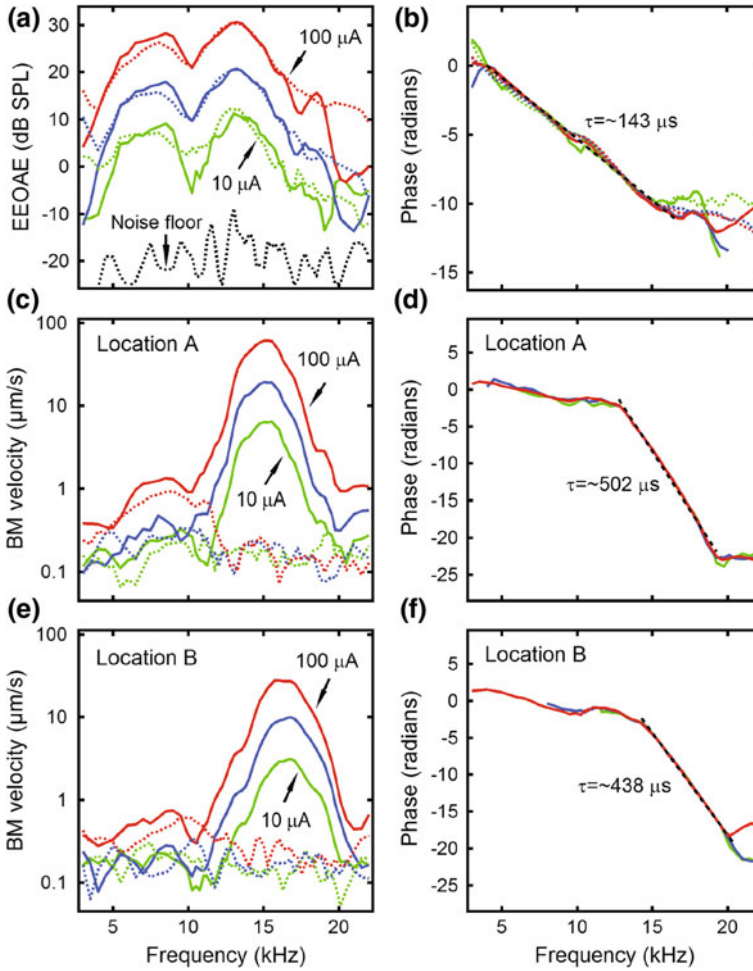 (a)
30
20
10
0
-10
-20
EEOAE (dB SPL)
100 µA
10 µA
Noise floor
(b)
5
0
-5
-10
-15
Phase (radians)
τ=~143 µs
(c)
100
10
1
0.1
BM velocity (µm/s)
Location A
100 µA
10 µA
(d)
5
0
-5
-10
-15
-20
-25
Phase (radians)
Location A
τ=~502 µs
(e)
100
10
1
0.1
BM velocity (µm/s)
Location B
100 µA
10 µA
5 10 15 20
Frequency (kHz)
(f)
5
0
-5
-10
-15
-20
-25
Phase (radians)
Location B
τ=~438 µs
5 10 15 20
Frequency (kHz)